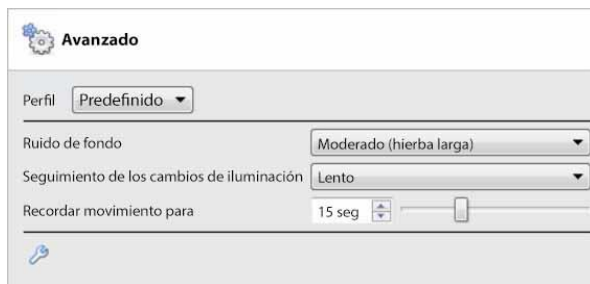 Avanzado
Perfil Predefinido
Ruido de fondo Moderado (hierba larga)
Seguimiento de los cambios de iluminación Lento
Recordar movimiento para 15 seg